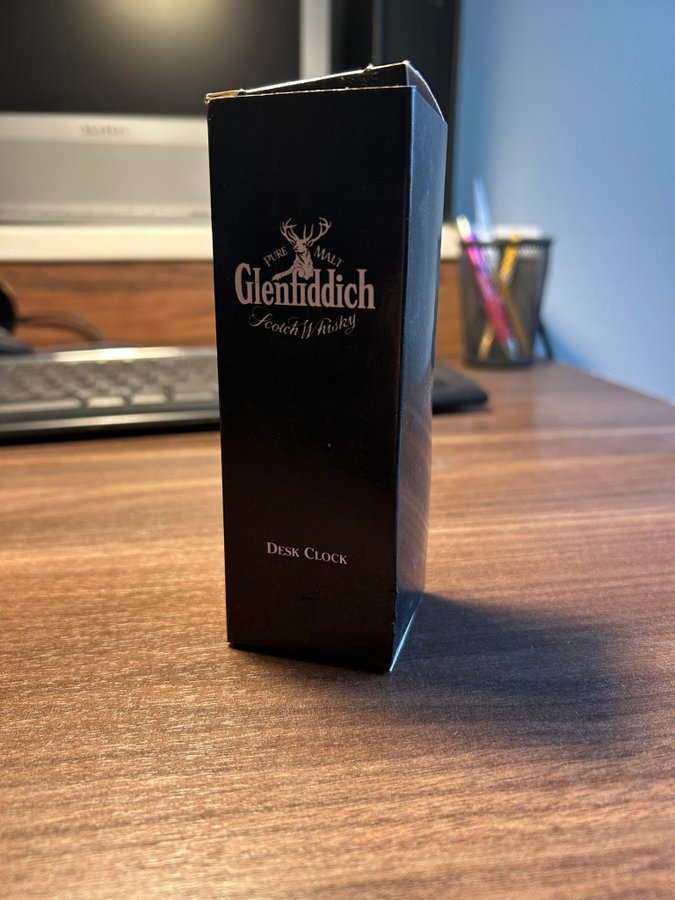 PURE MALT
Glenfiddich
Scotch Whisky
DESK CLOCK